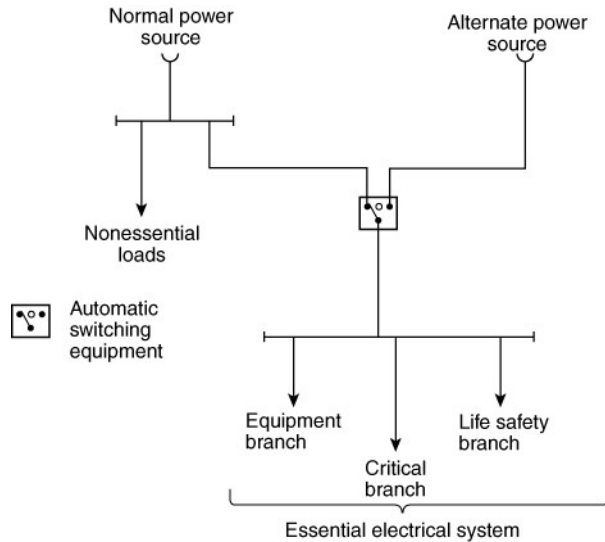 Normal power
source
Alternate power
source
Nonessential
loads
Automatic
switching
equipment
Equipment
branch
Critical
branch
Life safety
branch
Essential electrical system